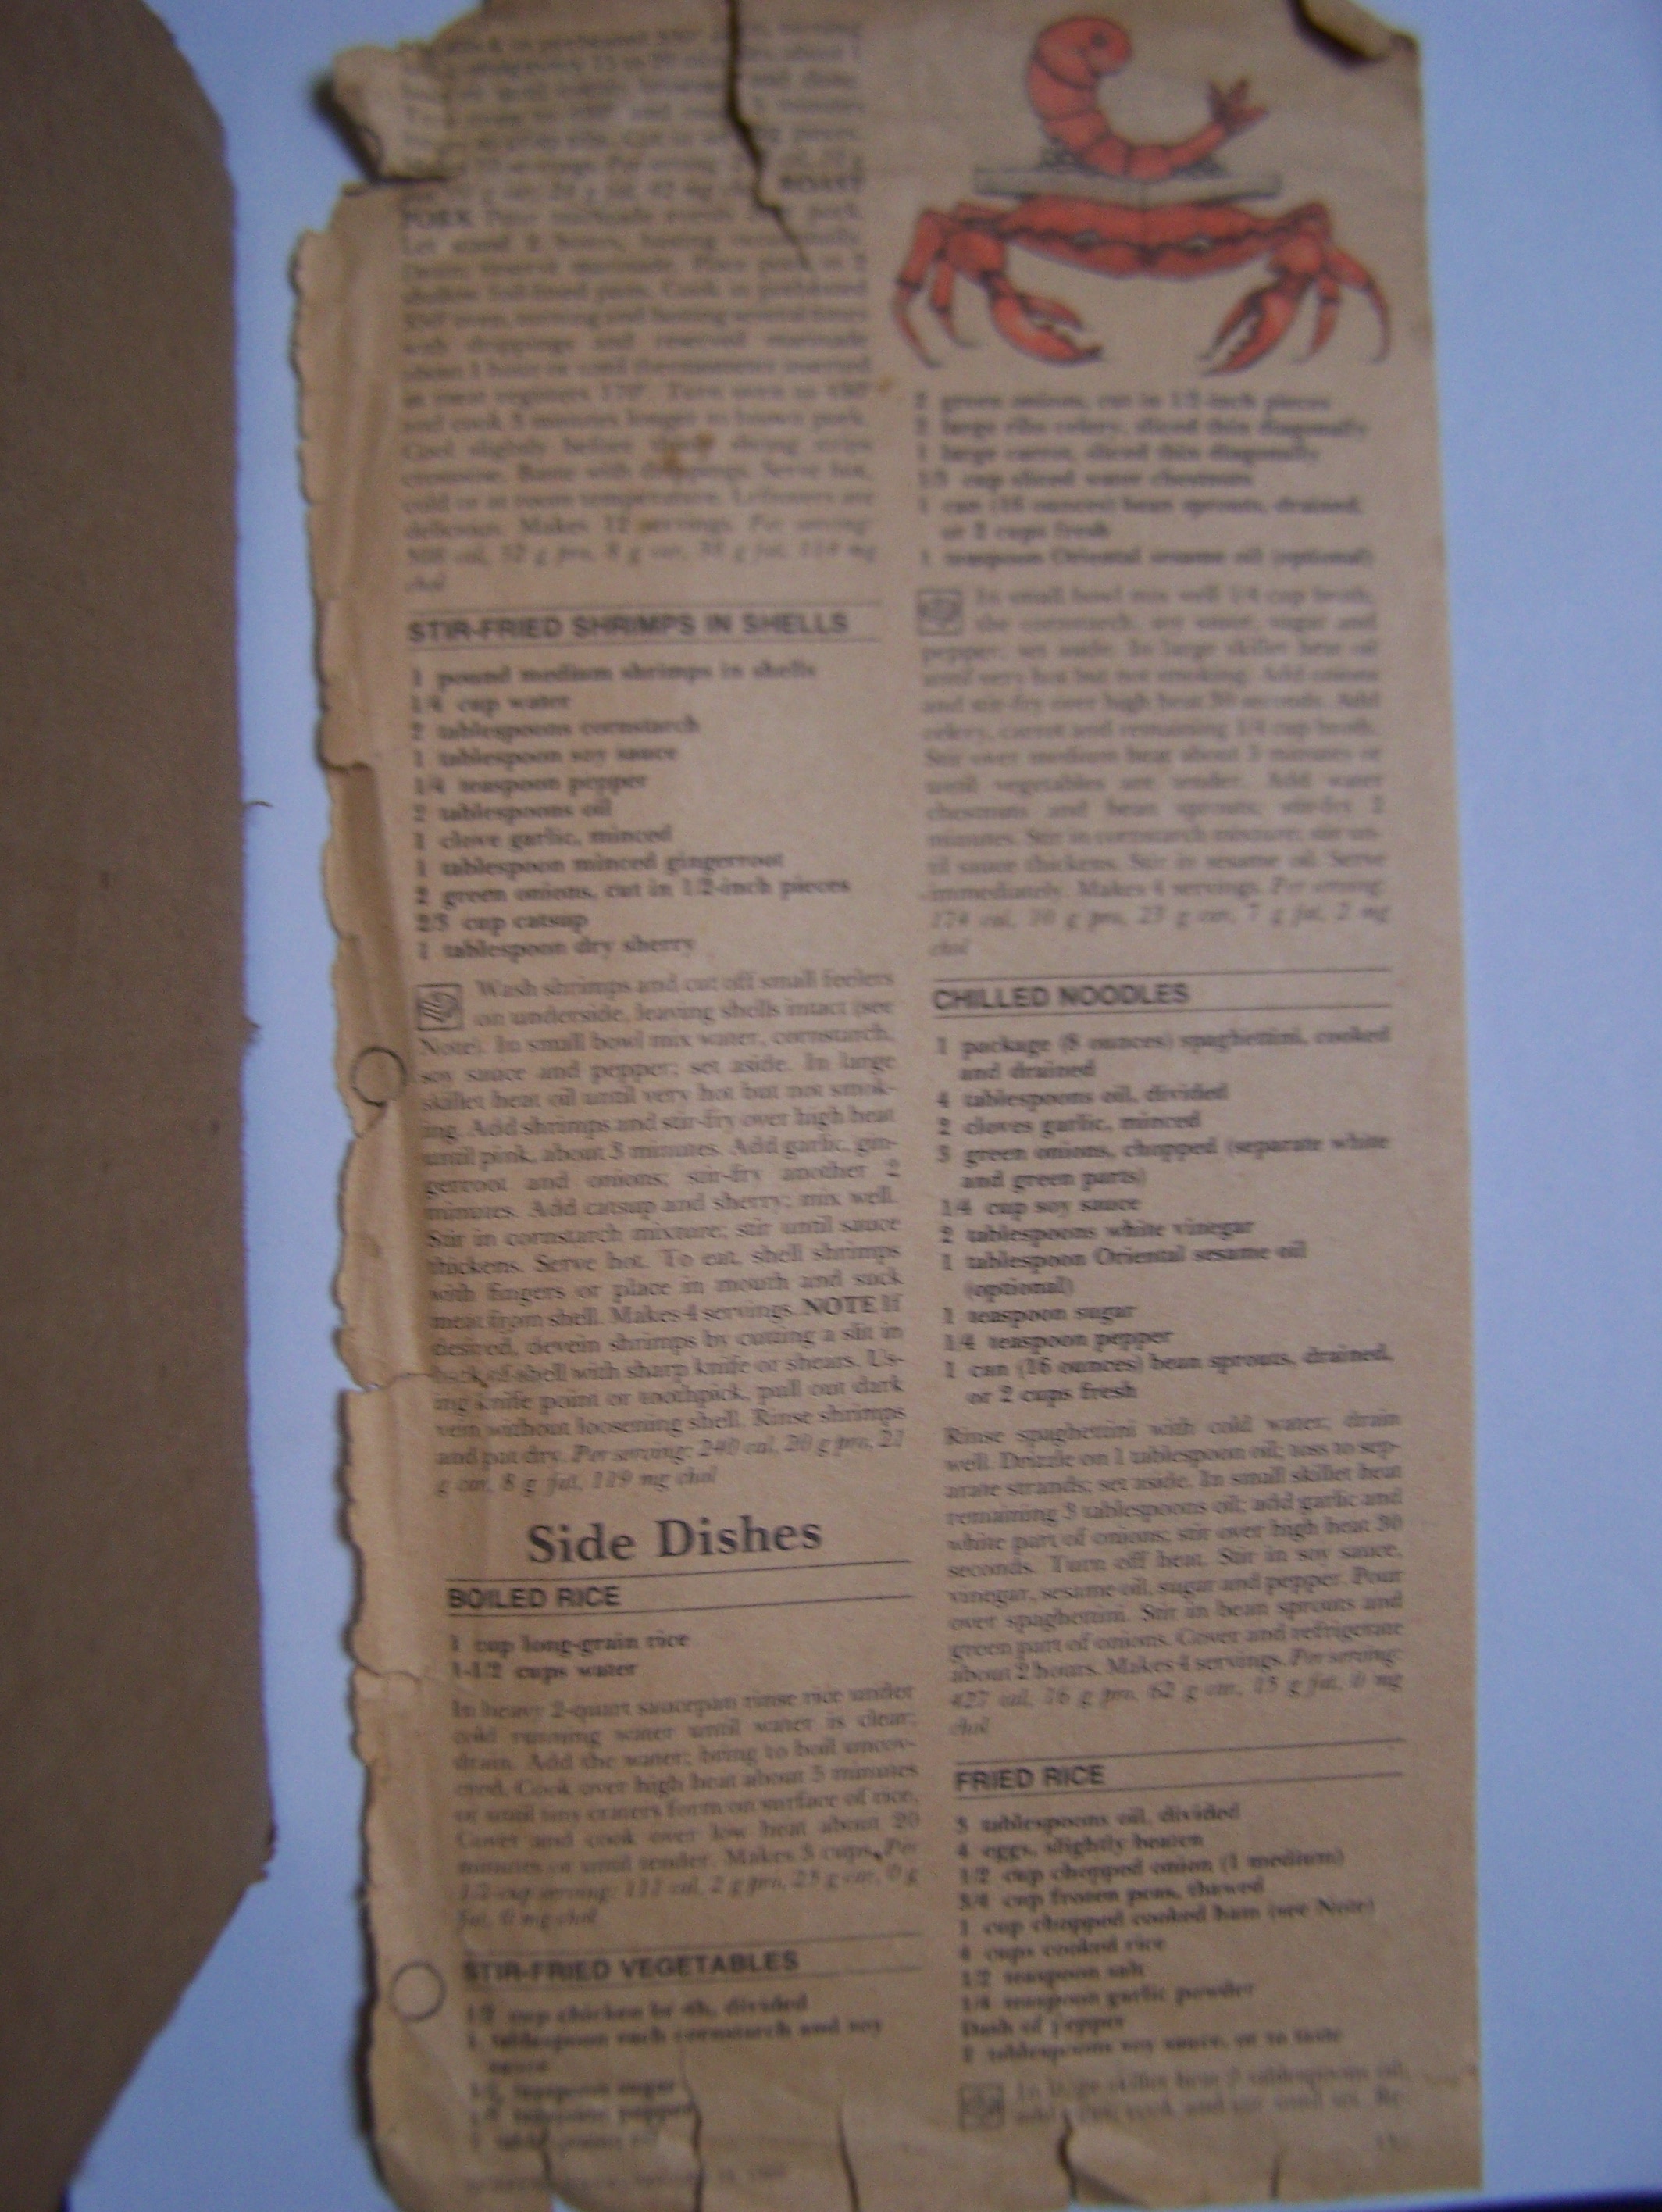 ROAST
PORK Pour marinade evenly over pork.
Let stand 2 hours, basting occasionally.
Drain; reserve marinade. Place pork in a
shallow foil-lined pan. Cook in preheated
350° oven, turning and basting several times
with drippings and reserved marinade
about 1 hour or until thermometer inserted
in meat registers 170°. Turn oven to 450°
and cook 5 minutes longer to brown pork.
Cool slightly before slicing strips
crosswise. Baste with drippings. Serve hot,
cold or at room temperature. Leftovers are
delicious. Makes 12 servings. Per serving:
12 g pro, 8 g car, g fat, mg
chol
STIR-FRIED SHRIMPS IN SHELLS
1 pound medium shrimps in shells
1/4 cup water
2 tablespoons cornstarch
1 tablespoon soy sauce
1/4 teaspoon pepper
2 tablespoons oil
1 clove garlic, minced
1 tablespoon minced gingerroot
2 green onions, cut in 1/2-inch pieces
2/3 cup catsup
1 tablespoon dry sherry
Wash shrimps and cut off small feelers
on underside, leaving shells intact (see
Note). In small bowl mix water, cornstarch,
soy sauce and pepper; set aside. In large
skillet heat oil until very hot but not smok-
ing. Add shrimps and stir-fry over high heat
until pink, about 3 minutes. Add garlic, gin-
gerroot and onions; stir-fry another 2
minutes. Add catsup and sherry; mix well.
Stir in cornstarch mixture; stir until sauce
thickens. Serve hot. To eat, shell shrimps
with fingers or place in mouth and suck
meat from shell. Makes 4 servings. NOTE If
desired, devein shrimps by cutting a slit in
back of shell with sharp knife or shears. Us-
ing knife point or toothpick, pull out dark
vein without loosening shell. Rinse shrimps
and pat dry. Per serving: 240 cal, 20 g pro, 21
g car, 8 g fat, 119 mg chol
Side Dishes
BOILED RICE
1 cup long-grain rice
1-1/2 cups water
In heavy 2-quart saucepan rinse rice under
cold running water until water is clear;
drain. Add the water; bring to boil uncov-
ered. Cook over high heat about 5 minutes
or until tiny craters form on surface of rice.
Cover and cook over low heat about 20
minutes or until tender. Makes 3 cups. Per
1/2-cup serving: 111 cal, 2 g pro, 25 g car, 0 g
fat, 0 mg chol
STIR-FRIED VEGETABLES
1/2 cup chicken broth, divided
1 tablespoon each cornstarch and soy
sauce
teaspoon sugar
teaspoon pepper
tablespoons oil
2 green onions, cut in 1/2-inch pieces
2 large ribs celery, sliced thin diagonally
1 large carrot, sliced thin diagonally
1/3 cup sliced water chestnuts
1 can (16 ounces) bean sprouts, drained,
or 2 cups fresh
1 teaspoon Oriental sesame oil (optional)
In small bowl mix well 1/4 cup broth,
the cornstarch, soy sauce, sugar and
pepper; set aside. In large skillet heat oil
until very hot but not smoking. Add onions
and stir-fry over high heat 30 seconds. Add
celery, carrot and remaining 1/4 cup broth.
Stir over medium heat about 3 minutes or
until vegetables are tender. Add water
chestnuts and bean sprouts; stir-fry 2
minutes. Stir in cornstarch mixture; stir un-
til sauce thickens. Stir in sesame oil. Serve
immediately. Makes 4 servings. Per serving:
174 cal, 10 g pro, 23 g car, 7 g fat, 2 mg
chol
CHILLED NOODLES
1 package (8 ounces) spaghettini, cooked
and drained
4 tablespoons oil, divided
2 cloves garlic, minced
3 green onions, chopped (separate white
and green parts)
1/4 cup soy sauce
2 tablespoons white vinegar
1 tablespoon Oriental sesame oil
(optional)
1 teaspoon sugar
1/4 teaspoon pepper
1 can (16 ounces) bean sprouts, drained,
or 2 cups fresh
Rinse spaghettini with cold water; drain
well. Drizzle on 1 tablespoon oil; toss to sep-
arate strands; set aside. In small skillet heat
remaining 3 tablespoons oil; add garlic and
white part of onions; stir over high heat 30
seconds. Turn off heat. Stir in soy sauce,
vinegar, sesame oil, sugar and pepper. Pour
over spaghettini. Stir in bean sprouts and
green part of onions. Cover and refrigerate
about 2 hours. Makes 4 servings. Per serving:
427 cal, 16 g pro, 62 g car, 15 g fat, 0 mg
chol
FRIED RICE
3 tablespoons oil, divided
4 eggs, slightly beaten
1/2 cup chopped onion (1 medium)
3/4 cup frozen peas, thawed
1 cup chopped cooked ham (see Note)
4 cups cooked rice
1/2 teaspoon salt
1/4 teaspoon garlic powder
Dash of pepper
2 tablespoons soy sauce, or to taste
In large skillet heat 2 tablespoons oil,
add eggs; cook and stir until set. Re-